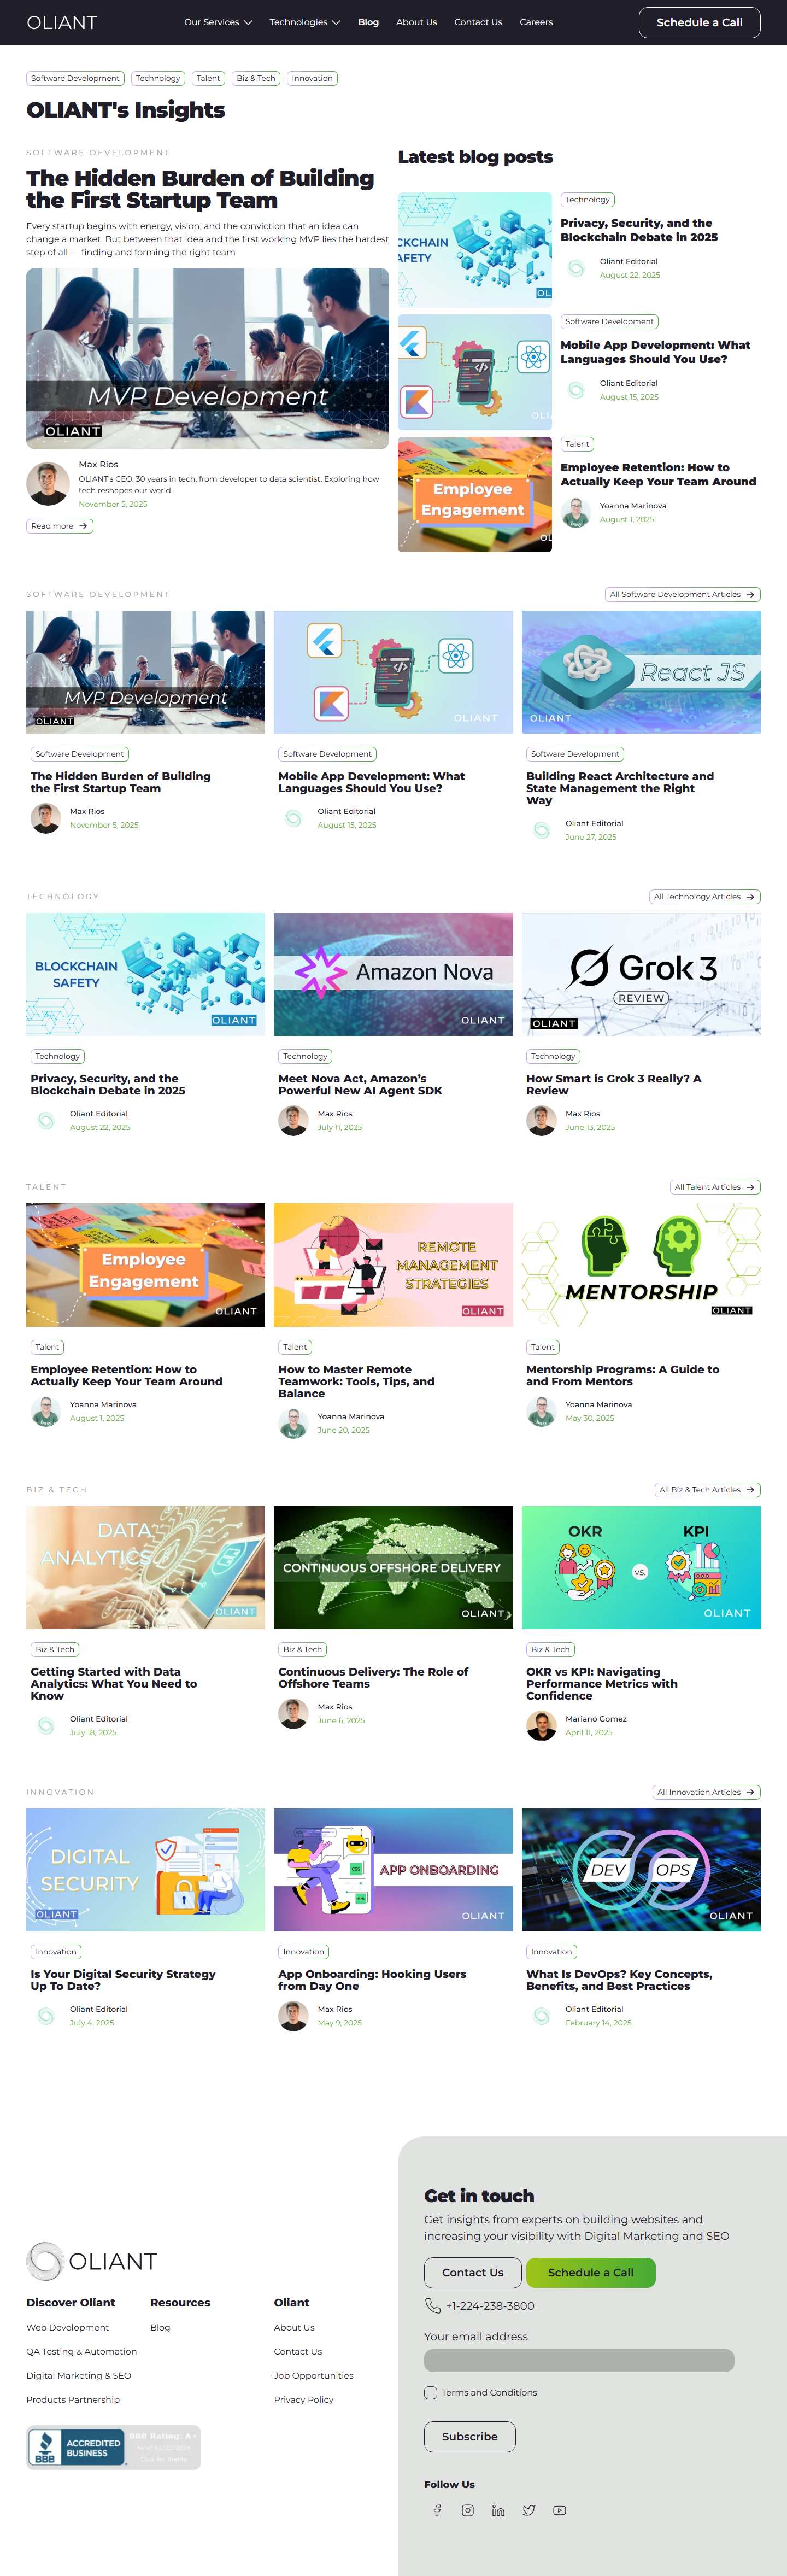 OLIANT
Our Services
Technologies
Blog
About Us
Contact Us
Careers
Schedule a Call
Software Development
Technology
Talent
Biz & Tech
Innovation
OLIANT's Insights
SOFTWARE DEVELOPMENT
The Hidden Burden of Building
the First Startup Team
Every startup begins with energy, vision, and the conviction that an idea can
change a market. But between that idea and the first working MVP lies the hardest
step of all — finding and forming the right team
MVP Development
OLIANT
Max Rios
OLIANT's CEO. 30 years in tech, from developer to data scientist. Exploring how
tech reshapes our world.
November 5, 2025
Read more
Latest blog posts
CKCHAIN
AFETY
OL
Technology
Privacy, Security, and the
Blockchain Debate in 2025
Oliant Editorial
August 22, 2025
OLI
Software Development
Mobile App Development: What
Languages Should You Use?
Oliant Editorial
August 15, 2025
Employee
Engagement
OL
Talent
Employee Retention: How to
Actually Keep Your Team Around
Yoanna Marinova
August 1, 2025
SOFTWARE DEVELOPMENT
All Software Development Articles
MVP Development
OLIANT
Software Development
The Hidden Burden of Building
the First Startup Team
Max Rios
November 5, 2025
OLIANT
Software Development
Mobile App Development: What
Languages Should You Use?
Oliant Editorial
August 15, 2025
React JS
OLIANT
Software Development
Building React Architecture and
State Management the Right
Way
Oliant Editorial
June 27, 2025
TECHNOLOGY
All Technology Articles
BLOCKCHAIN
SAFETY
OLIANT
Technology
Privacy, Security, and the
Blockchain Debate in 2025
Oliant Editorial
August 22, 2025
Amazon Nova
OLIANT
Technology
Meet Nova Act, Amazon’s
Powerful New AI Agent SDK
Max Rios
July 11, 2025
Grok 3
REVIEW
OLIANT
Technology
How Smart is Grok 3 Really? A
Review
Max Rios
June 13, 2025
TALENT
All Talent Articles
Employee
Engagement
OLIANT
Talent
Employee Retention: How to
Actually Keep Your Team Around
Yoanna Marinova
August 1, 2025
REMOTE
MANAGEMENT
STRATEGIES
OLIANT
Talent
How to Master Remote
Teamwork: Tools, Tips, and
Balance
Yoanna Marinova
June 20, 2025
MENTORSHIP
OLIANT
Talent
Mentorship Programs: A Guide to
and From Mentors
Yoanna Marinova
May 30, 2025
BIZ & TECH
All Biz & Tech Articles
DATA
ANALYTICS
OLIANT
Biz & Tech
Getting Started with Data
Analytics: What You Need to
Know
Oliant Editorial
July 18, 2025
CONTINUOUS OFFSHORE DELIVERY
OLIANT
Biz & Tech
Continuous Delivery: The Role of
Offshore Teams
Max Rios
June 6, 2025
OKR
VS.
KPI
OLIANT
Biz & Tech
OKR vs KPI: Navigating
Performance Metrics with
Confidence
Mariano Gomez
April 11, 2025
INNOVATION
All Innovation Articles
DIGITAL
SECURITY
OLIANT
Innovation
Is Your Digital Security Strategy
Up To Date?
Oliant Editorial
July 4, 2025
CSS
HTML
APP ONBOARDING
OLIANT
Innovation
App Onboarding: Hooking Users
from Day One
Max Rios
May 9, 2025
DEV
OPS
OLIANT
Innovation
What Is DevOps? Key Concepts,
Benefits, and Best Practices
Oliant Editorial
February 14, 2025
OLIANT
Discover Oliant
Web Development
QA Testing & Automation
Digital Marketing & SEO
Products Partnership
Resources
Blog
Oliant
About Us
Contact Us
Job Opportunities
Privacy Policy
BBB
ACCREDITED
BUSINESS
BBB Rating: A+
Get in touch
Get insights from experts on building websites and
increasing your visibility with Digital Marketing and SEO
Contact Us
Schedule a Call
+1-224-238-3800
Your email address
Terms and Conditions
Subscribe
Follow Us